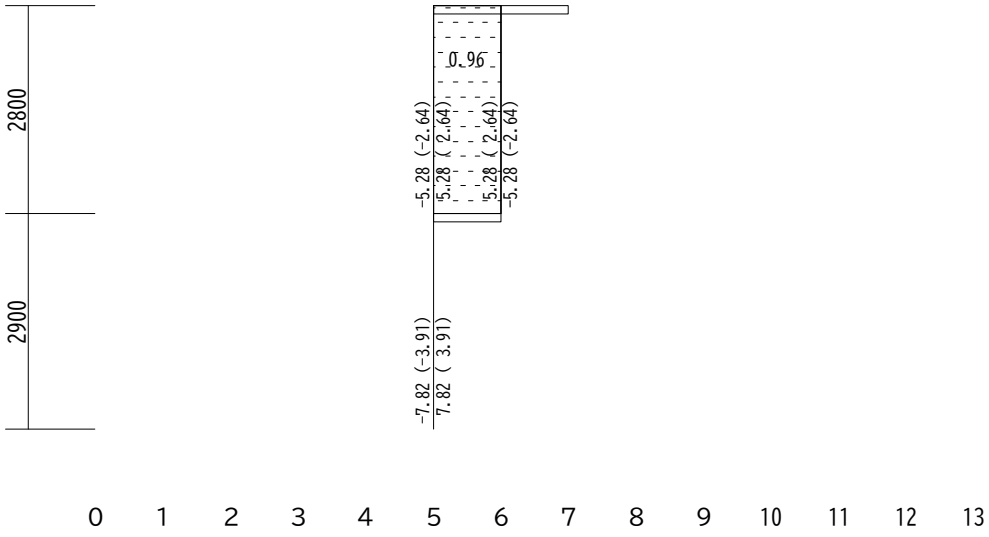 0.96
2800
-5.28 (-2.64)
5.28 ( 2.64)
5.28 ( 2.64)
-5.28 (-2.64)
2900
-7.82 (-3.91)
7.82 ( 3.91)
0 1 2 3 4 5 6 7 8 9 10 11 12 13